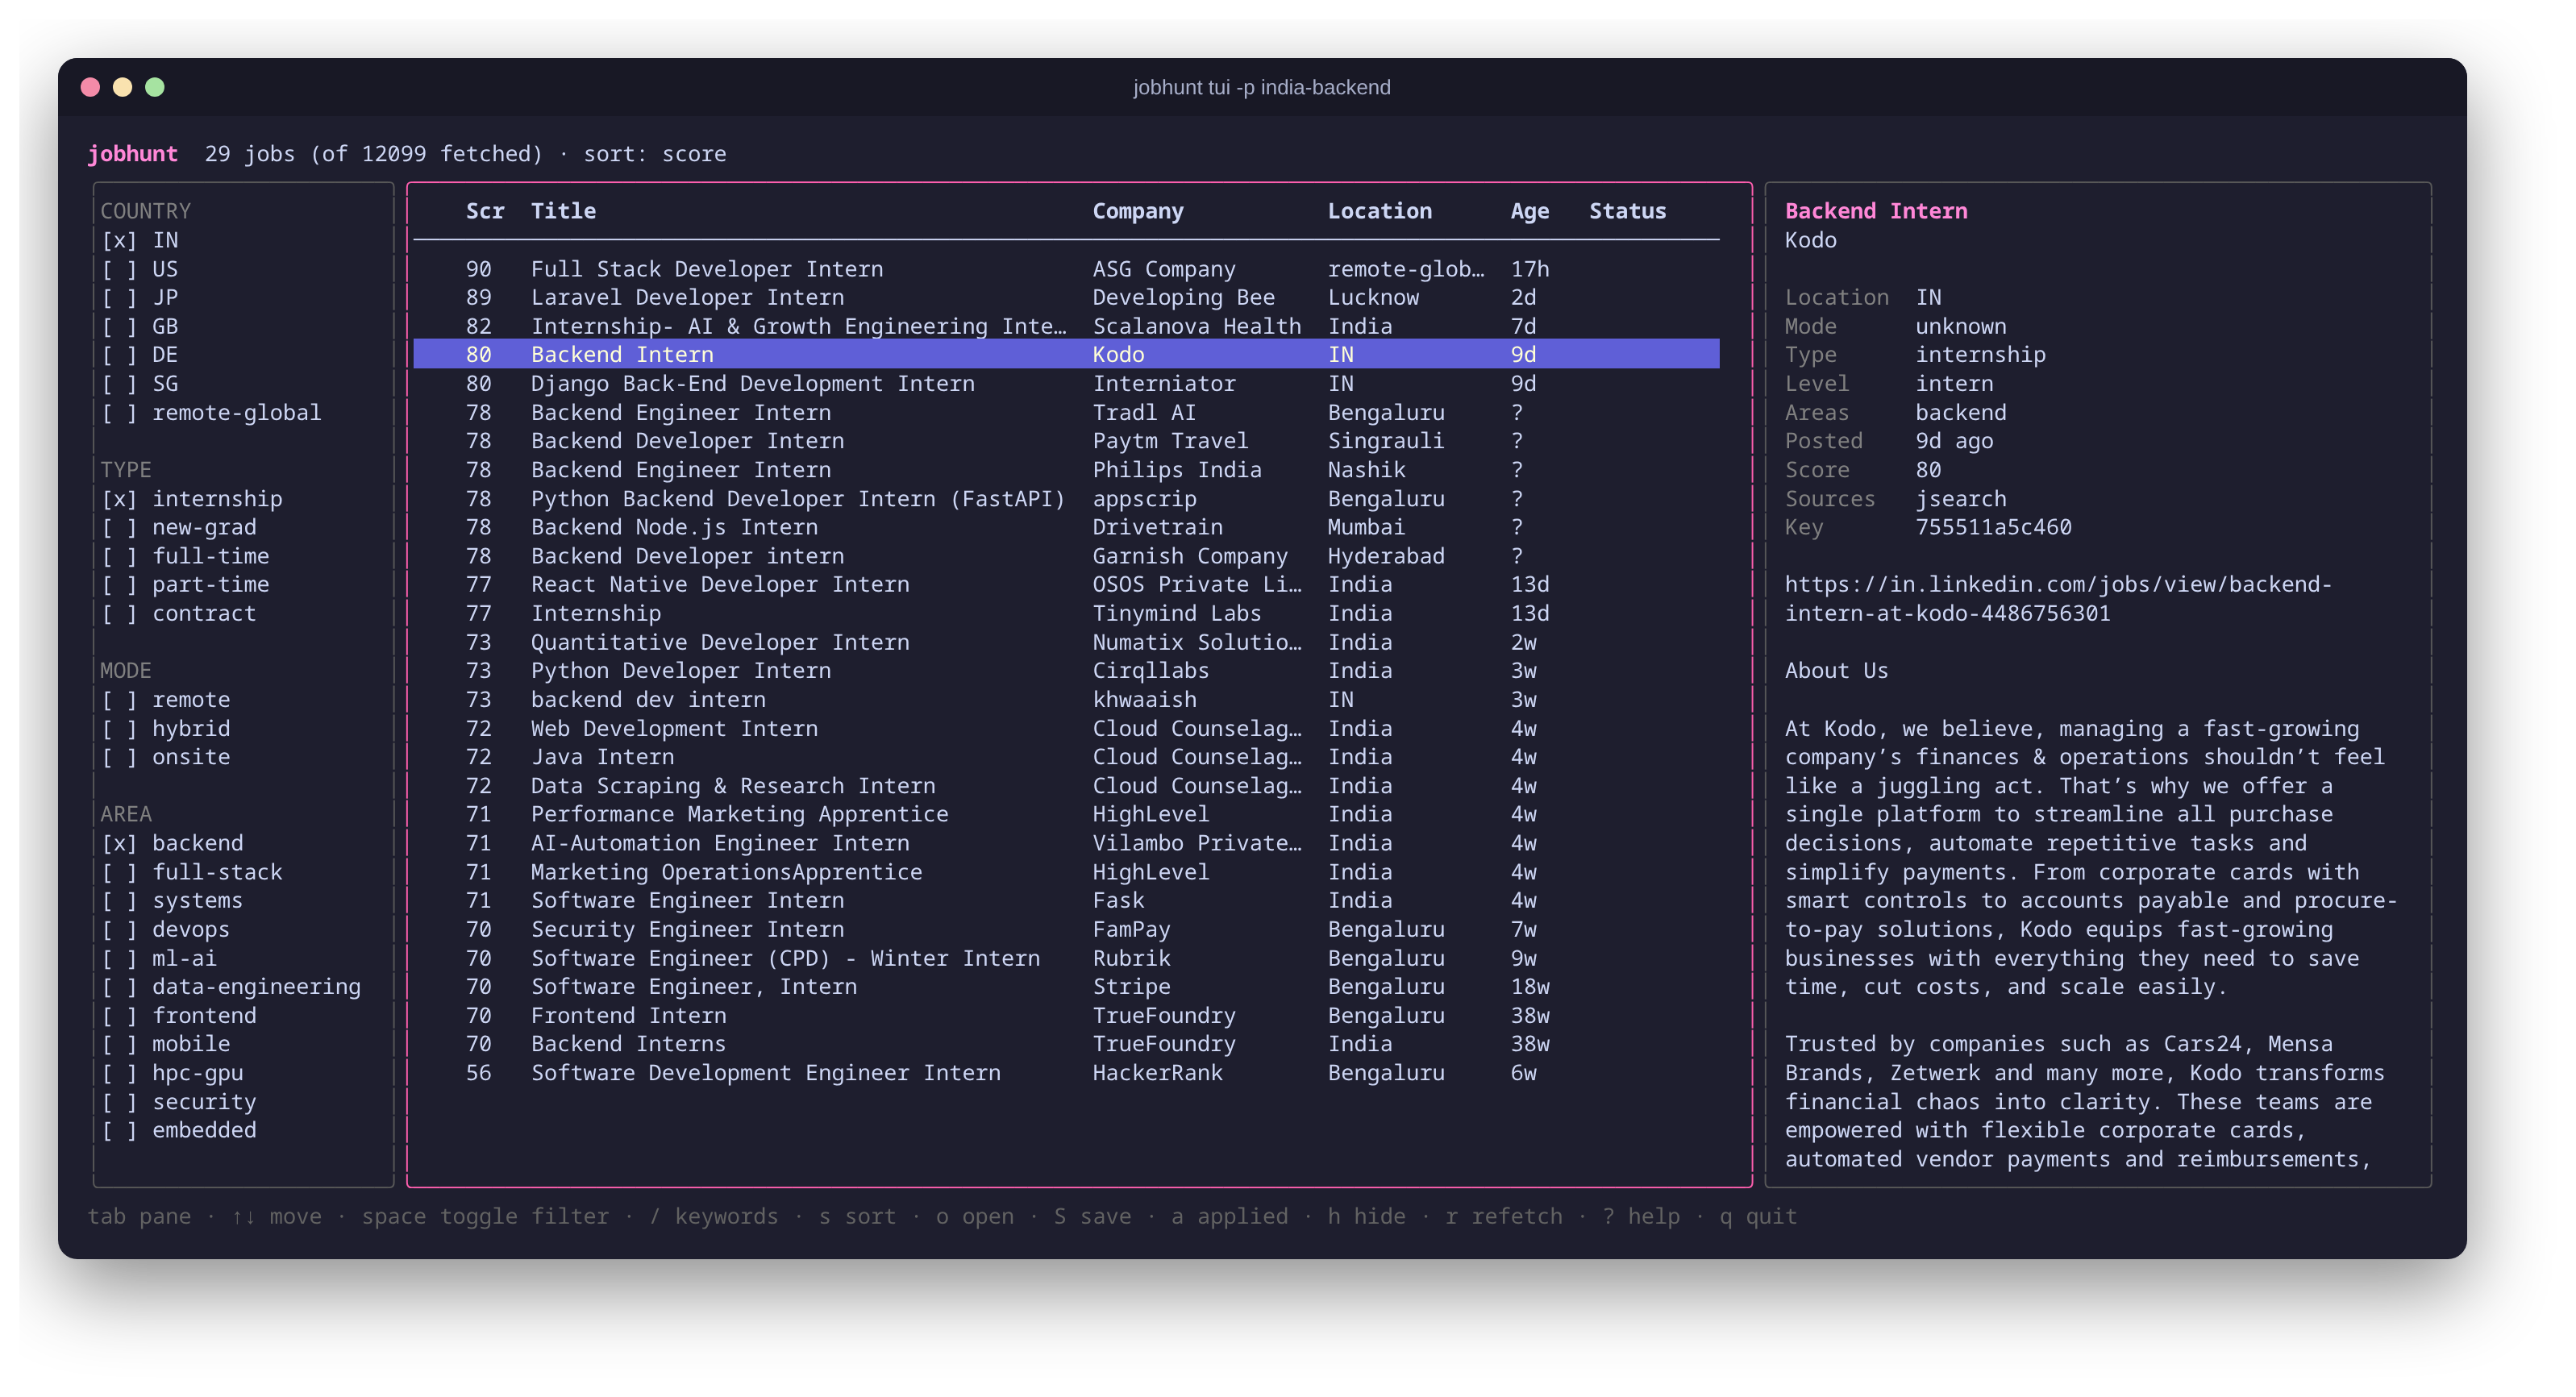 jobhunt tui -p india-backend
jobhunt 29 jobs (of 12099 fetched) · sort: score
COUNTRY
[x] IN
[ ] US
[ ] JP
[ ] GB
[ ] DE
[ ] SG
[ ] remote-global
TYPE
[x] internship
[ ] new-grad
[ ] full-time
[ ] part-time
[ ] contract
MODE
[ ] remote
[ ] hybrid
[ ] onsite
AREA
[x] backend
[ ] full-stack
[ ] systems
[ ] devops
[ ] ml-ai
[ ] data-engineering
[ ] frontend
[ ] mobile
[ ] hpc-gpu
[ ] security
[ ] embedded
Scr Title Company Location Age Status
90 Full Stack Developer Intern ASG Company remote-glob… 17h
89 Laravel Developer Intern Developing Bee Lucknow 2d
82 Internship- AI & Growth Engineering Inte… Scalanova Health India 7d
80 Backend Intern Kodo IN 9d
80 Django Back-End Development Intern Interniator IN 9d
78 Backend Engineer Intern Tradl AI Bengaluru ?
78 Backend Developer Intern Paytm Travel Singrauli ?
78 Backend Engineer Intern Philips India Nashik ?
78 Python Backend Developer Intern (FastAPI) appscrip Bengaluru ?
78 Backend Node.js Intern Drivetrain Mumbai ?
78 Backend Developer intern Garnish Company Hyderabad ?
77 React Native Developer Intern OSOS Private Li… India 13d
77 Internship Tinymind Labs India 13d
73 Quantitative Developer Intern Numatix Solutio… India 2w
73 Python Developer Intern Cirqllabs India 3w
73 backend dev intern khwaaish IN 3w
72 Web Development Intern Cloud Counselag… India 4w
72 Java Intern Cloud Counselag… India 4w
72 Data Scraping & Research Intern Cloud Counselag… India 4w
71 Performance Marketing Apprentice HighLevel India 4w
71 AI-Automation Engineer Intern Vilambo Private… India 4w
71 Marketing OperationsApprentice HighLevel India 4w
71 Software Engineer Intern Fask India 4w
70 Security Engineer Intern FamPay Bengaluru 7w
70 Software Engineer (CPD) - Winter Intern Rubrik Bengaluru 9w
70 Software Engineer, Intern Stripe Bengaluru 18w
70 Frontend Intern TrueFoundry Bengaluru 38w
70 Backend Interns TrueFoundry India 38w
56 Software Development Engineer Intern HackerRank Bengaluru 6w
Backend Intern
Kodo
Location IN
Mode unknown
Type internship
Level intern
Areas backend
Posted 9d ago
Score 80
Sources jsearch
Key 755511a5c460
https://in.linkedin.com/jobs/view/backend-
intern-at-kodo-4486756301
About Us
At Kodo, we believe, managing a fast-growing
company’s finances & operations shouldn’t feel
like a juggling act. That’s why we offer a
single platform to streamline all purchase
decisions, automate repetitive tasks and
simplify payments. From corporate cards with
smart controls to accounts payable and procure-
to-pay solutions, Kodo equips fast-growing
businesses with everything they need to save
time, cut costs, and scale easily.
Trusted by companies such as Cars24, Mensa
Brands, Zetwerk and many more, Kodo transforms
financial chaos into clarity. These teams are
empowered with flexible corporate cards,
automated vendor payments and reimbursements,
tab pane · ↑↓ move · space toggle filter · / keywords · s sort · o open · S save · a applied · h hide · r refetch · ? help · q quit